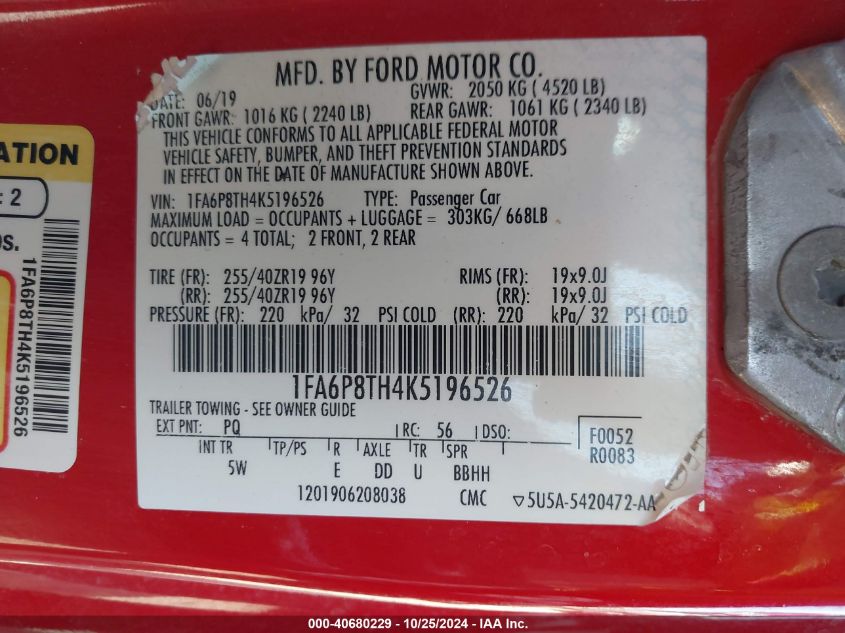 MFD. BY FORD MOTOR CO.
DATE: 06/19
GVWR: 2050 KG ( 4520 LB)
FRONT GAWR: 1016 KG ( 2240 LB)
REAR GAWR: 1061 KG ( 2340 LB)
THIS VEHICLE CONFORMS TO ALL APPLICABLE FEDERAL MOTOR
VEHICLE SAFETY, BUMPER, AND THEFT PREVENTION STANDARDS
IN EFFECT ON THE DATE OF MANUFACTURE SHOWN ABOVE.
VIN: 1FA6P8TH4K5196526 TYPE: Passenger Car
MAXIMUM LOAD = OCCUPANTS + LUGGAGE = 303KG/ 668LB
OCCUPANTS = 4 TOTAL; 2 FRONT, 2 REAR
TIRE (FR): 255/40ZR19 96Y RIMS (FR): 19x9.0J
(RR): 255/40ZR19 96Y (RR): 19x9.0J
PRESSURE (FR): 220 kPa/ 32 PSI COLD (RR): 220 kPa/ 32 PSI COLD
1FA6P8TH4K5196526
TRAILER TOWING - SEE OWNER GUIDE
EXT PNT: PQ RC: 56 DSO: F0052
R0083
INT TR TP/PS R AXLE TR SPR
5W E DD U BBHH
1201906208038 CMC ▽5U5A-5420472-AA
ATION
: 2
OS.
1FA6P8TH4K5196526
000-40680229 - 10/25/2024 - IAA Inc.